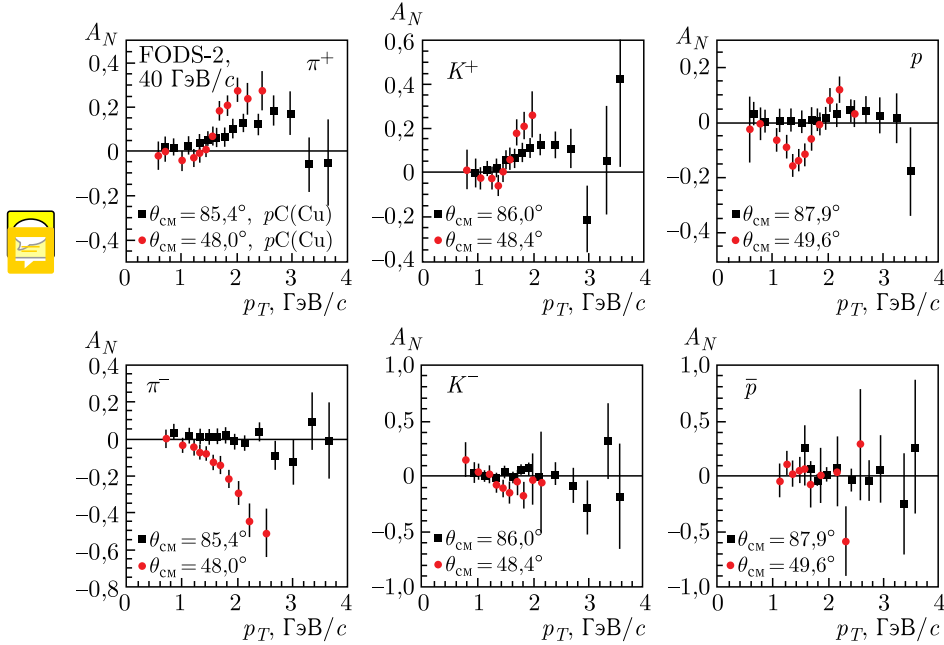 A_N
FODS-2,
40 ГэВ/c
π⁺
0,4
0,2
0
−0,2
−0,4
θ_см = 85,4°, pC(Cu)
θ_см = 48,0°, pC(Cu)
0 1 2 3 4
p_T, ГэВ/c
A_N
K⁺
0,6
0,4
0,2
0
−0,2
0,4
θ_см = 86,0°
θ_см = 48,4°
0 1 2 3 4
p_T, ГэВ/c
A_N
p
0,2
0
−0,2
−0,4
θ_см = 87,9°
θ_см = 49,6°
0 1 2 3 4
p_T, ГэВ/c
A_N
π⁻
0,4
0,2
0
−0,2
−0,4
−0,6
−0,8
θ_см = 85,4°
θ_см = 48,0°
0 1 2 3 4
p_T, ГэВ/c
A_N
K⁻
1,0
0,5
0
−0,5
−1,0
θ_см = 86,0°
θ_см = 48,4°
0 1 2 3 4
p_T, ГэВ/c
A_N
p̅
1,0
0,5
0
−0,5
−1,0
θ_см = 87,9°
θ_см = 49,6°
0 1 2 3 4
p_T, ГэВ/c